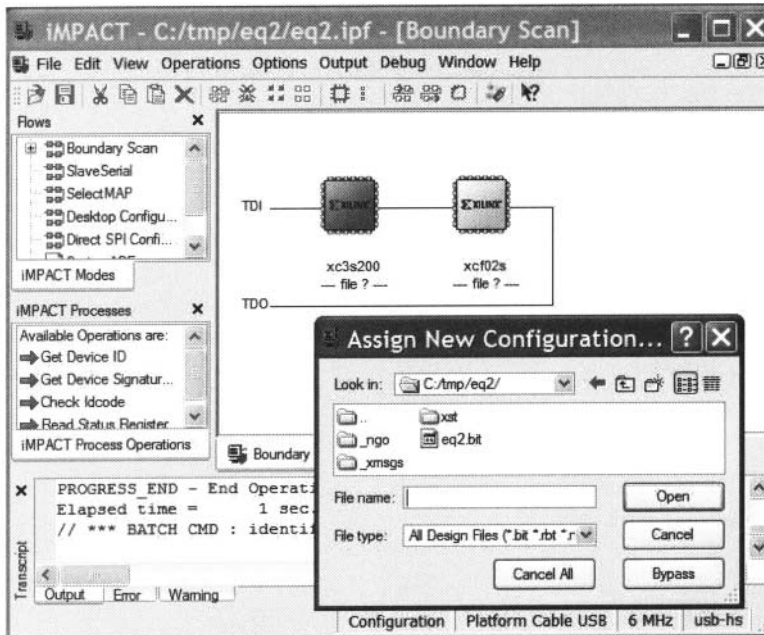 iMPACT - C:/tmp/eq2/eq2.ipf - [Boundary Scan]
File Edit View Operations Options Output Debug Window Help
Flows
Boundary Scan
SlaveSerial
SelectMAP
Desktop Configu...
Direct SPI Confi...
iMPACT Modes
iMPACT Processes
Available Operations are:
Get Device ID
Get Device Signatur...
Check Idcode
Read Status Register
iMPACT Process Operations
TDI
XILINX
XILINX
xc3s200
xcf02s
--- file ? ---
--- file ? ---
TDO
Boundary
Assign New Configuration...
Look in:
C:/tmp/eq2/
..
xst
_ngo
eq2.bit
_xmsgs
File name:
Open
File type:
All Design Files (*.bit *.rbt *.r
Cancel
Cancel All
Bypass
PROGRESS_END - End Operati
Elapsed time = 1 sec.
// *** BATCH CMD : identif
Transcript
Output
Error
Warning
Configuration
Platform Cable USB
6 MHz
usb-hs